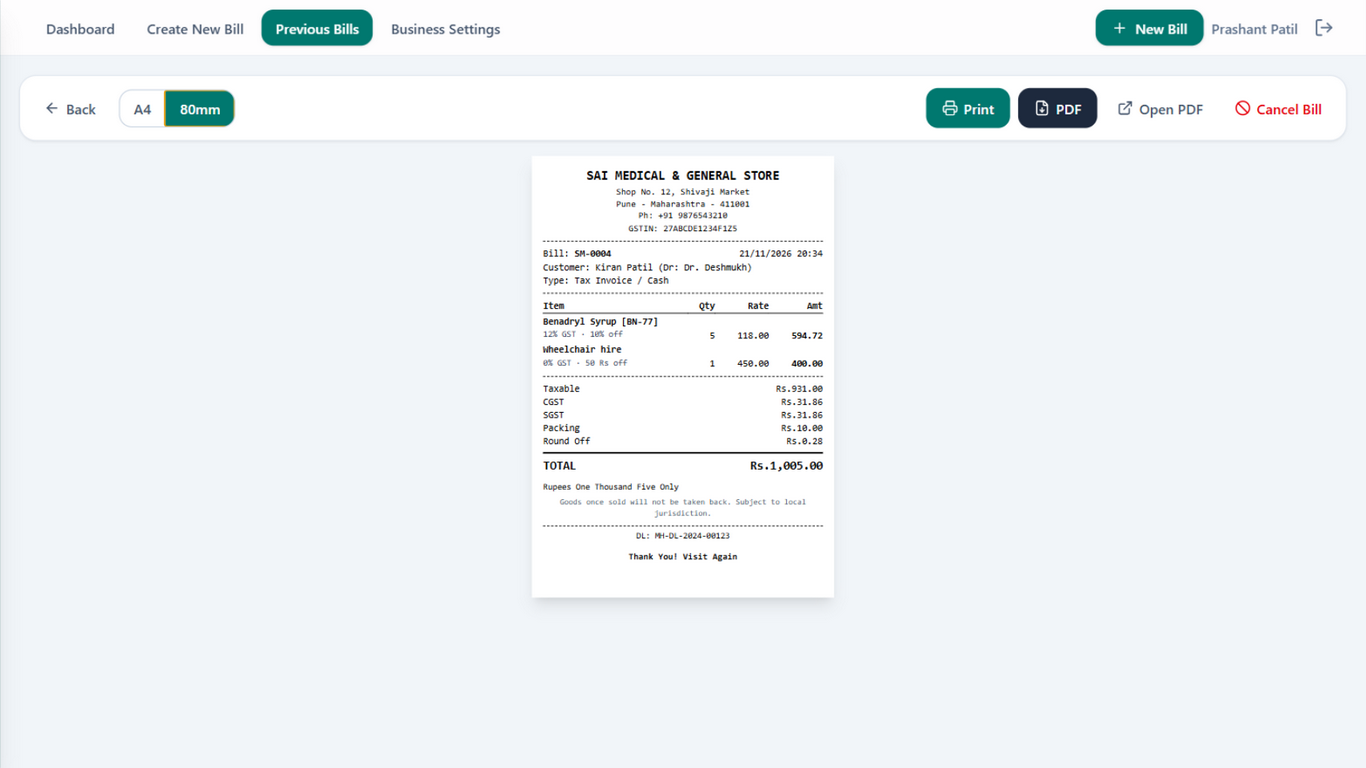 Dashboard Create New Bill Previous Bills Business Settings + New Bill Prashant Patil
Back A4 80mm Print PDF Open PDF Cancel Bill
SAI MEDICAL & GENERAL STORE
Shop No. 12, Shivaji Market
Pune - Maharashtra - 411001
Ph: +91 9876543210
GSTIN: 27ABCDE1234F1Z5
Bill: SM-0004 21/11/2026 20:34
Customer: Kiran Patil (Dr: Dr. Deshmukh)
Type: Tax Invoice / Cash
Item Qty Rate Amt
Benadryl Syrup [BN-77]
12% GST · 10% off 5 118.00 594.72
Wheelchair hire
0% GST · 50 Rs off 1 450.00 400.00
Taxable Rs.931.00
CGST Rs.31.86
SGST Rs.31.86
Packing Rs.10.00
Round Off Rs.0.28
TOTAL Rs.1,005.00
Rupees One Thousand Five Only
Goods once sold will not be taken back. Subject to local
jurisdiction.
DL: MH-DL-2024-00123
Thank You! Visit Again